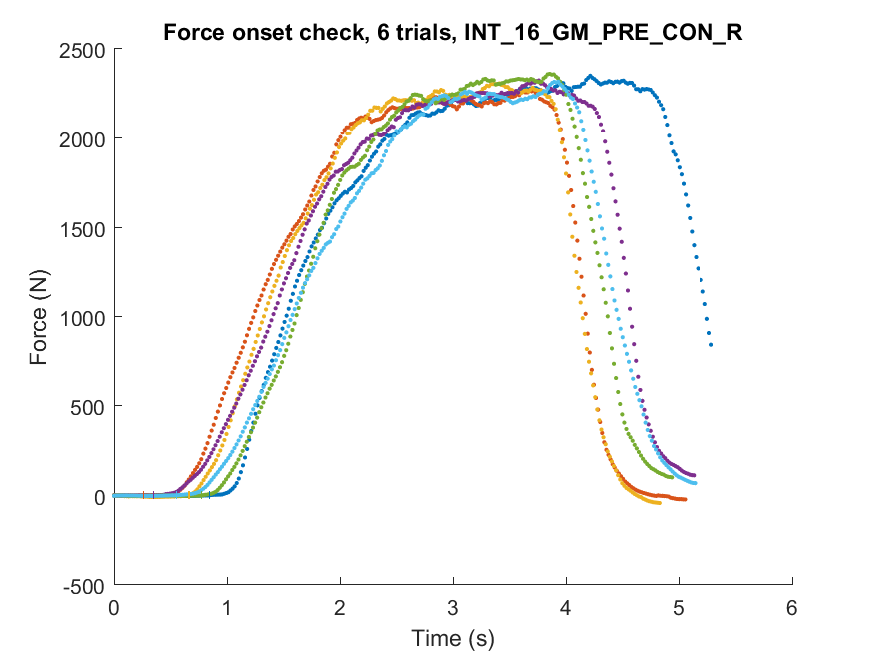 Force onset check, 6 trials, INT_16_GM_PRE_CON_R
2500
2000
1500
1000
500
0
-500
Force (N)
0 1 2 3 4 5 6
Time (s)